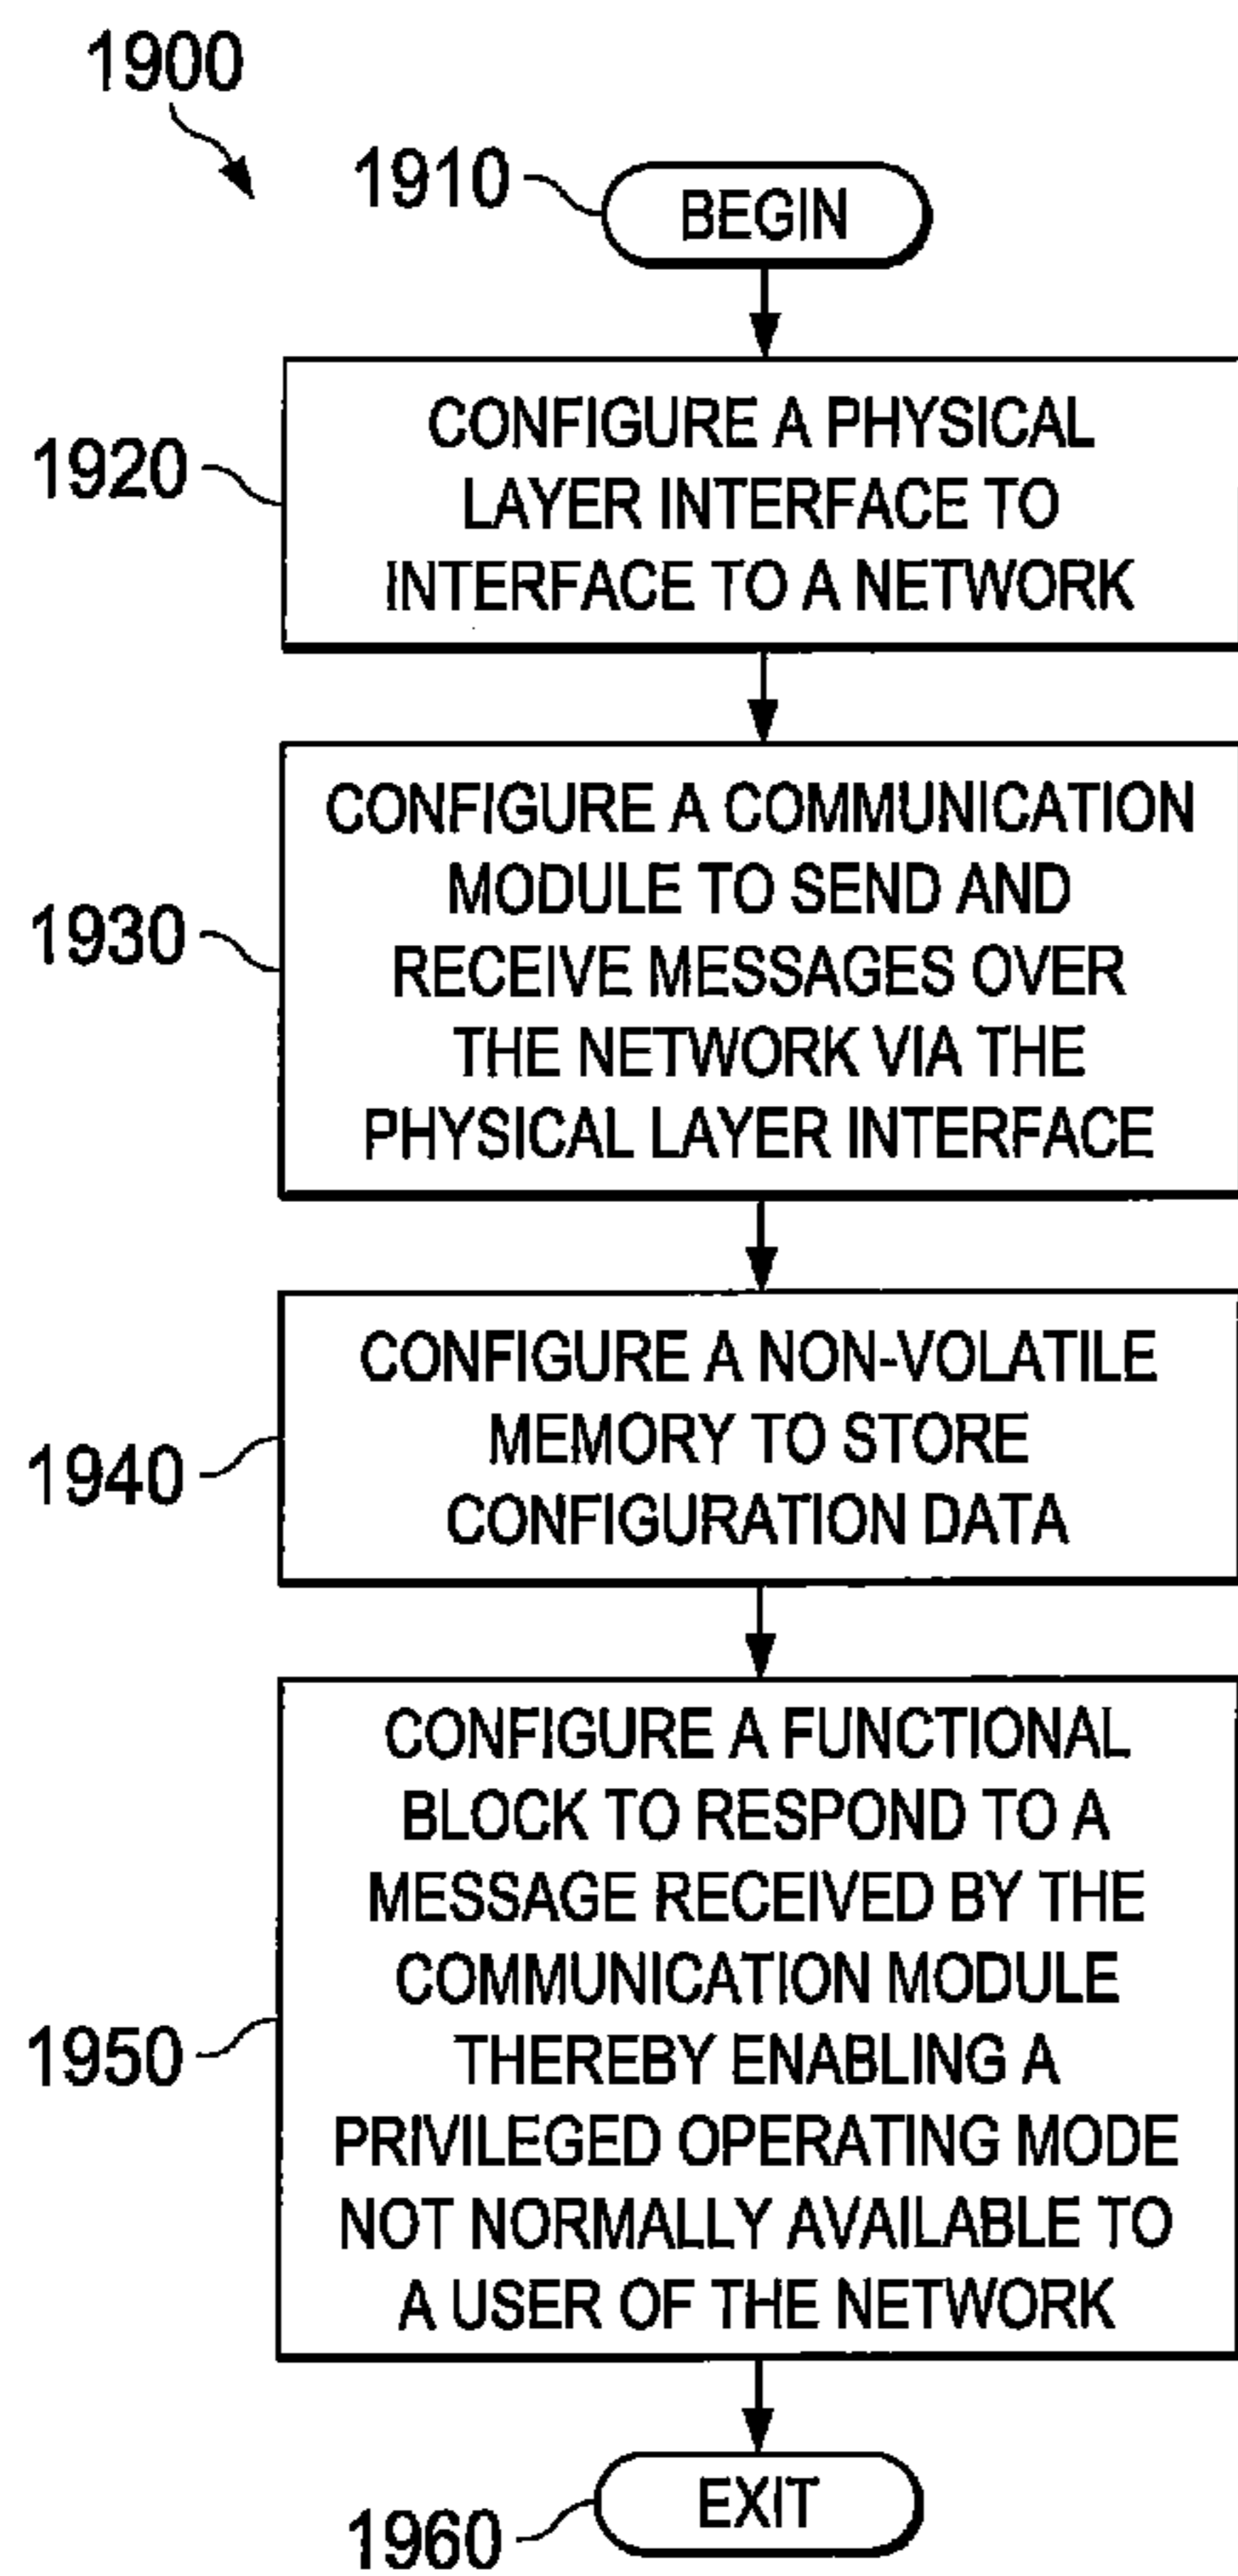 1900
1910
BEGIN
1920
CONFIGURE A PHYSICAL
LAYER INTERFACE TO
INTERFACE TO A NETWORK
1930
CONFIGURE A COMMUNICATION
MODULE TO SEND AND
RECEIVE MESSAGES OVER
THE NETWORK VIA THE
PHYSICAL LAYER INTERFACE
1940
CONFIGURE A NON-VOLATILE
MEMORY TO STORE
CONFIGURATION DATA
1950
CONFIGURE A FUNCTIONAL
BLOCK TO RESPOND TO A
MESSAGE RECEIVED BY THE
COMMUNICATION MODULE
THEREBY ENABLING A
PRIVILEGED OPERATING MODE
NOT NORMALLY AVAILABLE TO
A USER OF THE NETWORK
1960
EXIT